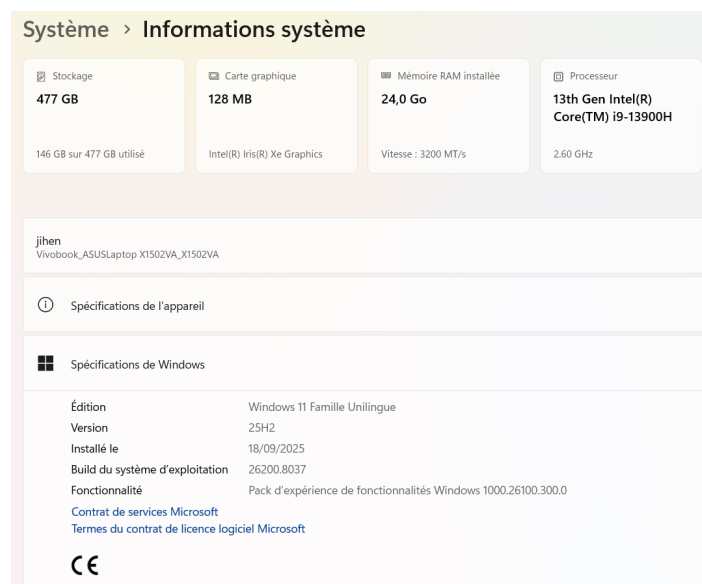 Système > Informations système
Stockage
477 GB
146 GB sur 477 GB utilisé
Carte graphique
128 MB
Intel(R) Iris(R) Xe Graphics
Mémoire RAM installée
24,0 Go
Vitesse : 3200 MT/s
Processeur
13th Gen Intel(R)
Core(TM) i9-13900H
2.60 GHz
jihen
Vivobook_ASUSLaptop X1502VA_X1502VA
Spécifications de l'appareil
Spécifications de Windows
Édition Windows 11 Famille Unilingue
Version 25H2
Installé le 18/09/2025
Build du système d'exploitation 26200.8037
Fonctionnalité Pack d'expérience de fonctionnalités Windows 1000.26100.300.0
Contrat de services Microsoft
Termes du contrat de licence logiciel Microsoft
CE